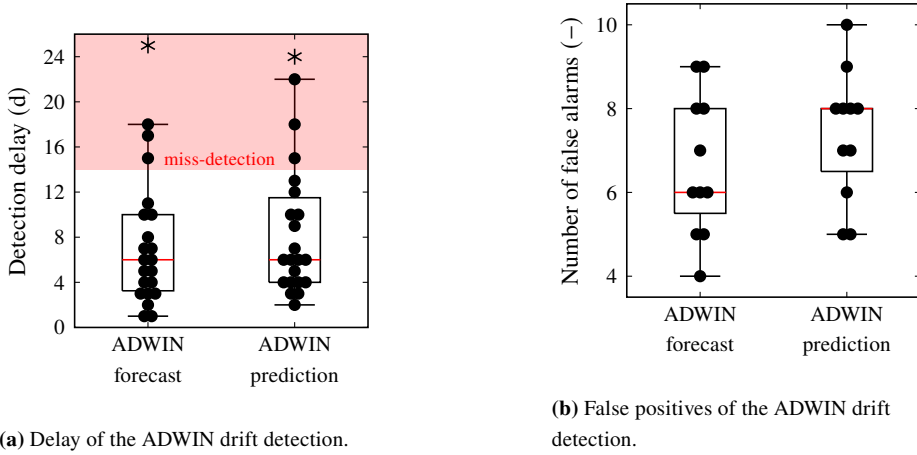 Detection delay (d)
24
20
16
12
8
4
0
miss-detection
ADWIN
forecast
ADWIN
prediction
(a) Delay of the ADWIN drift detection.
Number of false alarms (−)
10
8
6
4
ADWIN
forecast
ADWIN
prediction
(b) False positives of the ADWIN drift
detection.